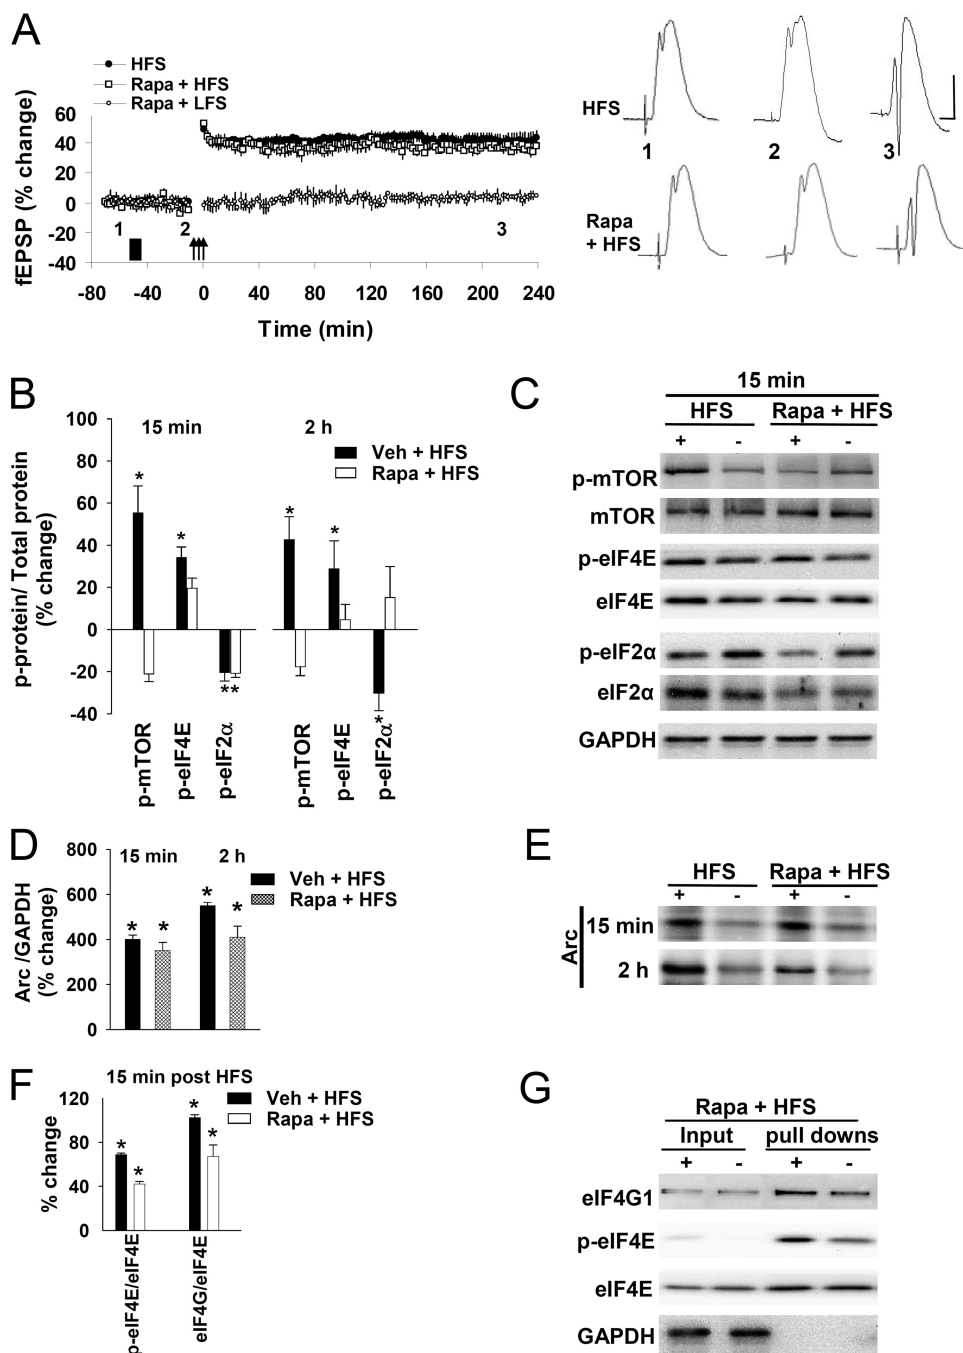 A
HFS
Rapa + HFS
Rapa + LFS
fEPSP (% change)
60
40
20
0
-20
-40
1
2
3
-80
-40
0
40
80
120
160
200
240
Time (min)
HFS
1
2
3
Rapa
+ HFS
B
15 min
2 h
Veh + HFS
Rapa + HFS
p-protein/ Total protein
(% change)
100
80
60
40
20
0
-20
-40
*
*
**
*
*
*
p-mTOR
p-eIF4E
p-eIF2α
p-mTOR
p-eIF4E
p-eIF2α
C
15 min
HFS
Rapa + HFS
+ - + -
p-mTOR
mTOR
p-eIF4E
eIF4E
p-eIF2α
eIF2α
GAPDH
D
15 min
2 h
Veh + HFS
Rapa + HFS
Arc /GAPDH
(% change)
800
600
400
200
0
* * * *
E
HFS
Rapa + HFS
+ - + -
Arc
15 min
2 h
F
15 min post HFS
Veh + HFS
Rapa + HFS
% change
120
80
40
0
* * * *
p-eIF4E/eIF4E
eIF4G/eIF4E
G
Rapa + HFS
Input
pull downs
+ - + -
eIF4G1
p-eIF4E
eIF4E
GAPDH